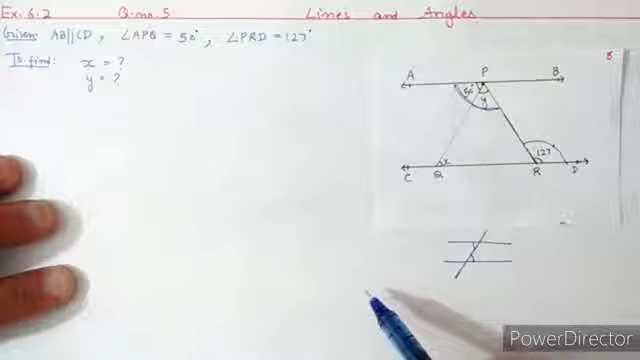 Ex. 6.2 Q. no. 5 Lines and Angles
Given: AB||CD, ∠APQ = 50°, ∠PRD = 127°
To find: x = ?
y = ?
A P B
50° y
x 127°
C Q R D
PowerDirector